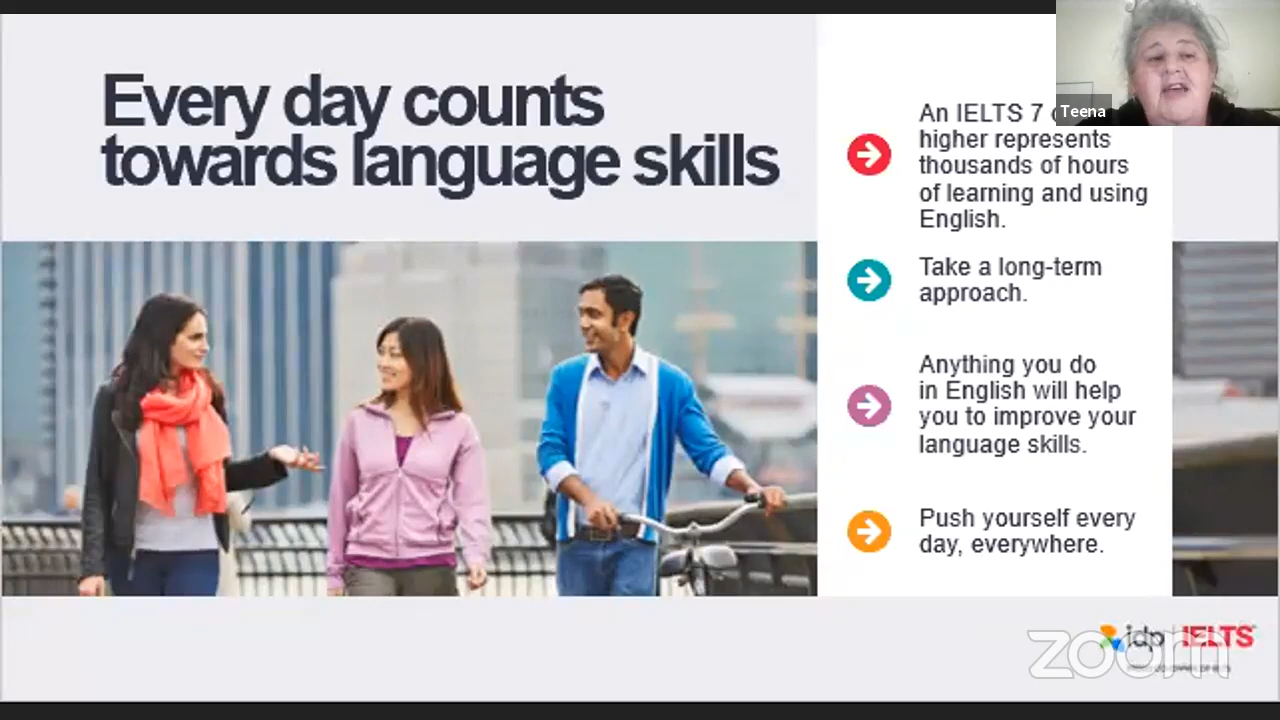 Every day counts
towards language skills
Teena
An IELTS 7
higher represents
thousands of hours
of learning and using
English.
Take a long-term
approach.
Anything you do
in English will help
you to improve your
language skills.
Push yourself every
day, everywhere.
idp IELTS
zoom